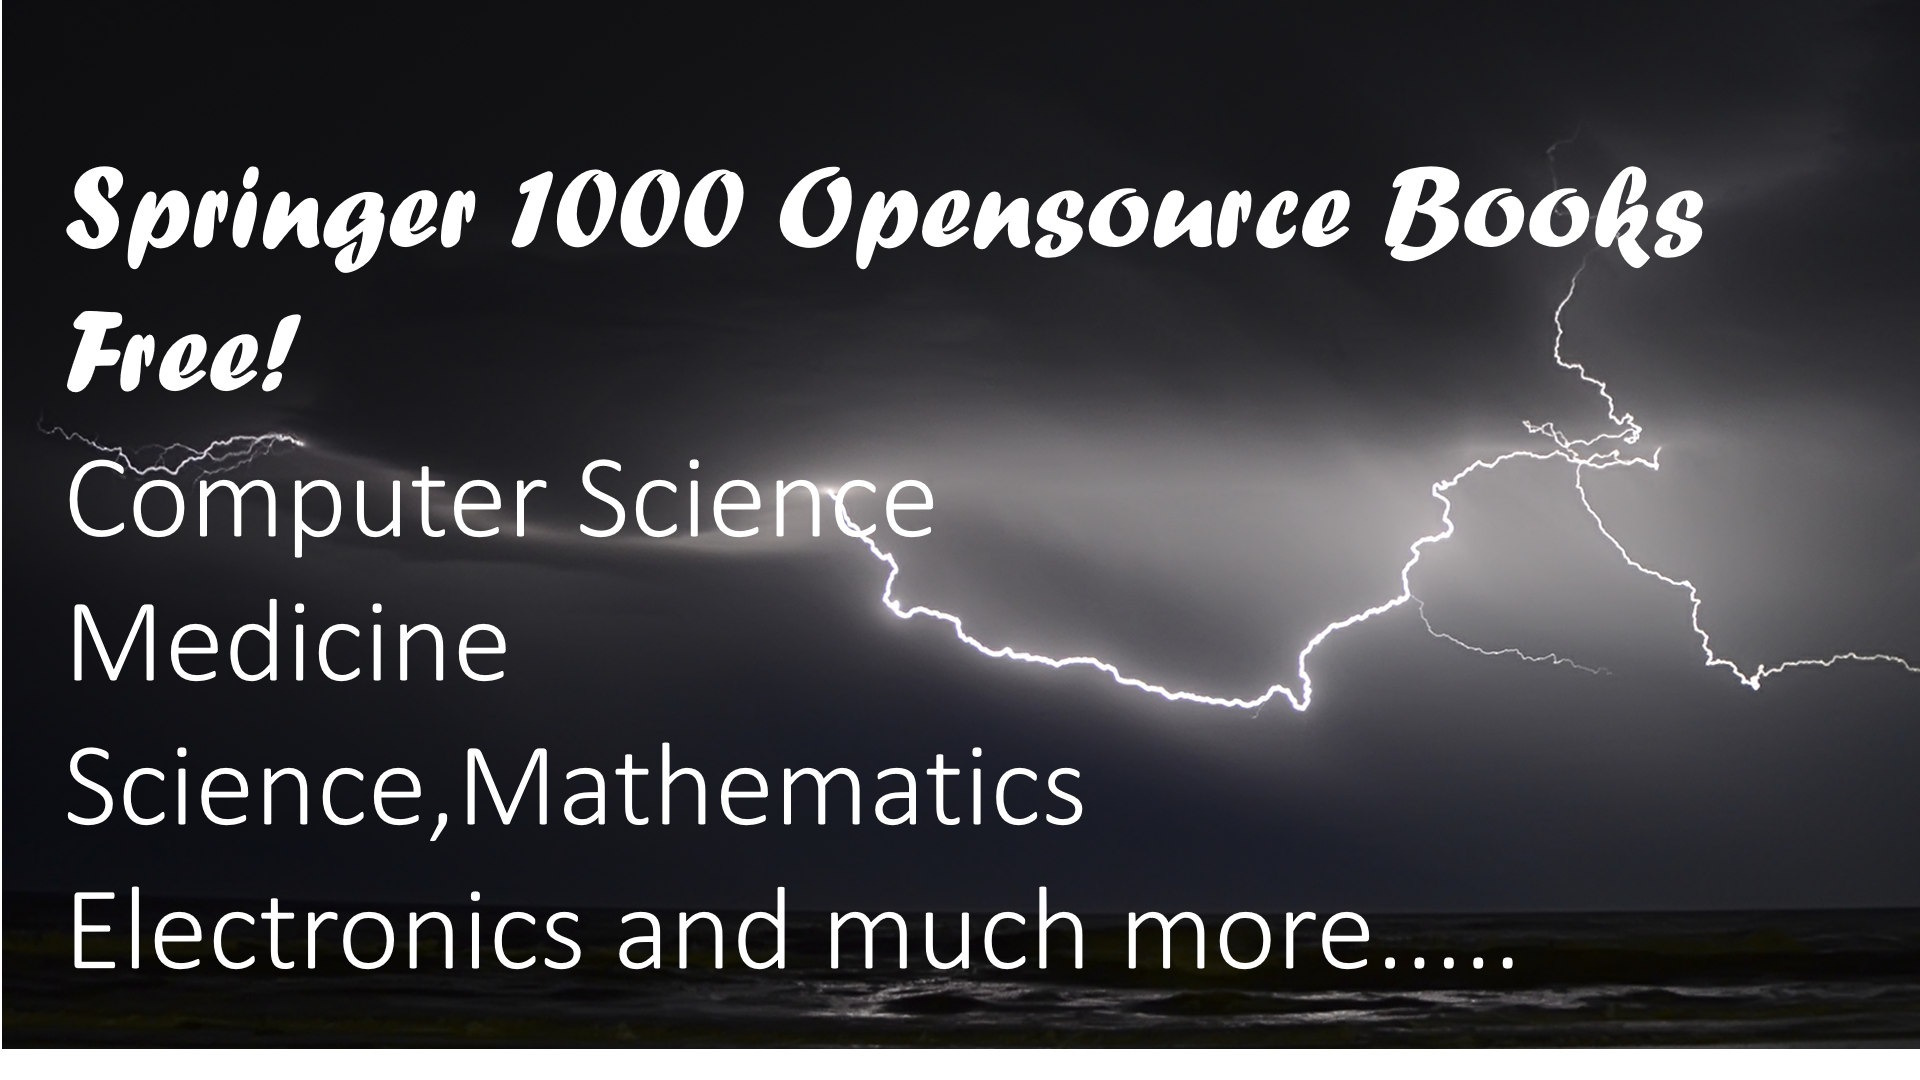 Springer 1000 Opensource Books
Free!
Computer Science
Medicine
Science,Mathematics
Electronics and much more.....